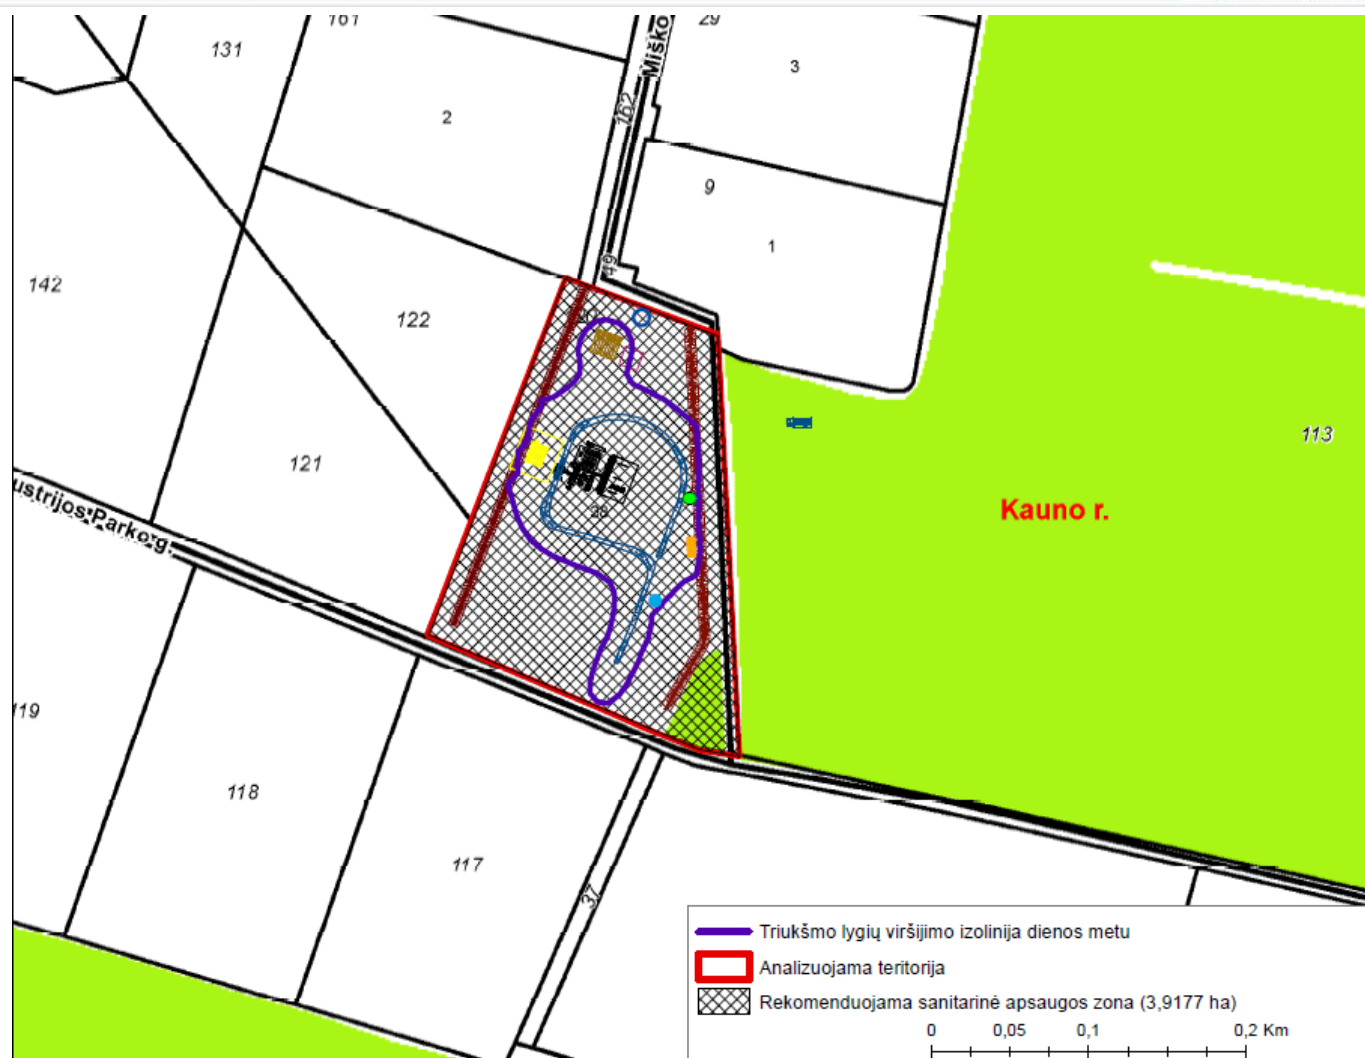 161
29
131
Miško
3
2
162
9
1
49
142
122
113
121
ustrijos Parko g.
28
Kauno r.
119
118
117
37
Triukšmo lygių viršijimo izolinija dienos metu
Analizuojama teritorija
Rekomenduojama sanitarinė apsaugos zona (3,9177 ha)
0 0,05 0,1 0,2 Km